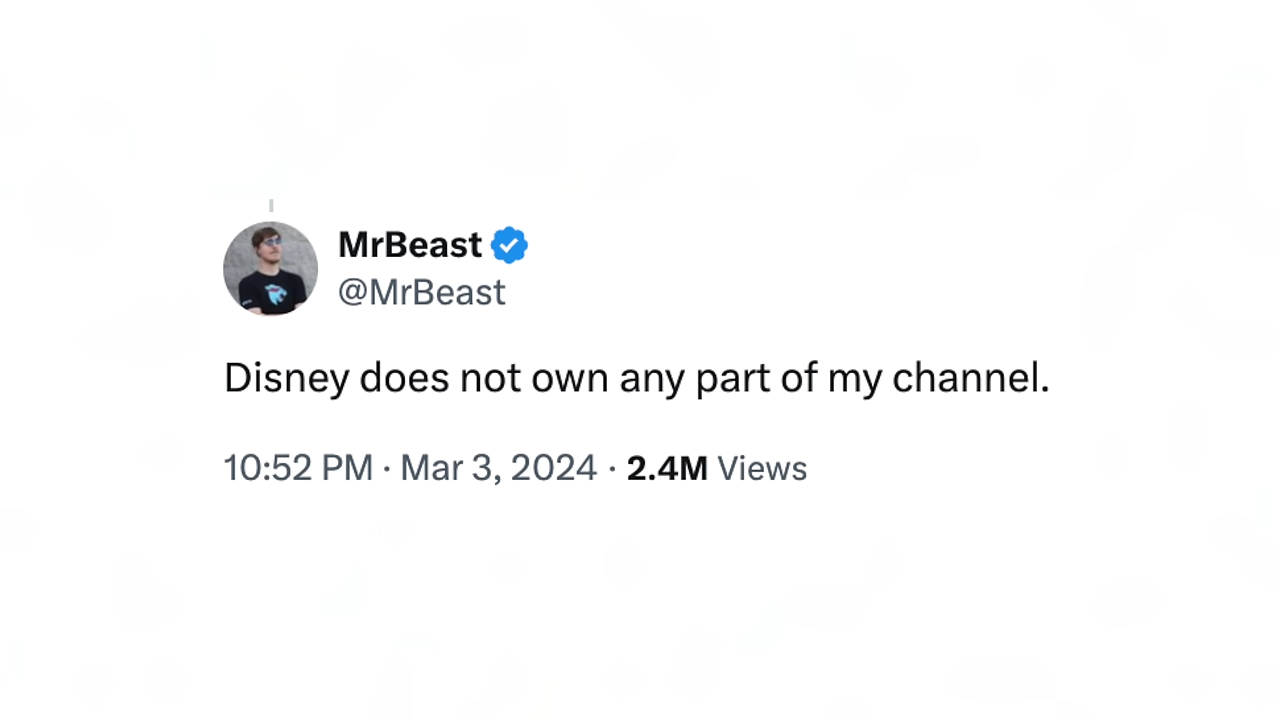 MrBeast
@MrBeast
Disney does not own any part of my channel.
10:52 PM · Mar 3, 2024 · 2.4M Views